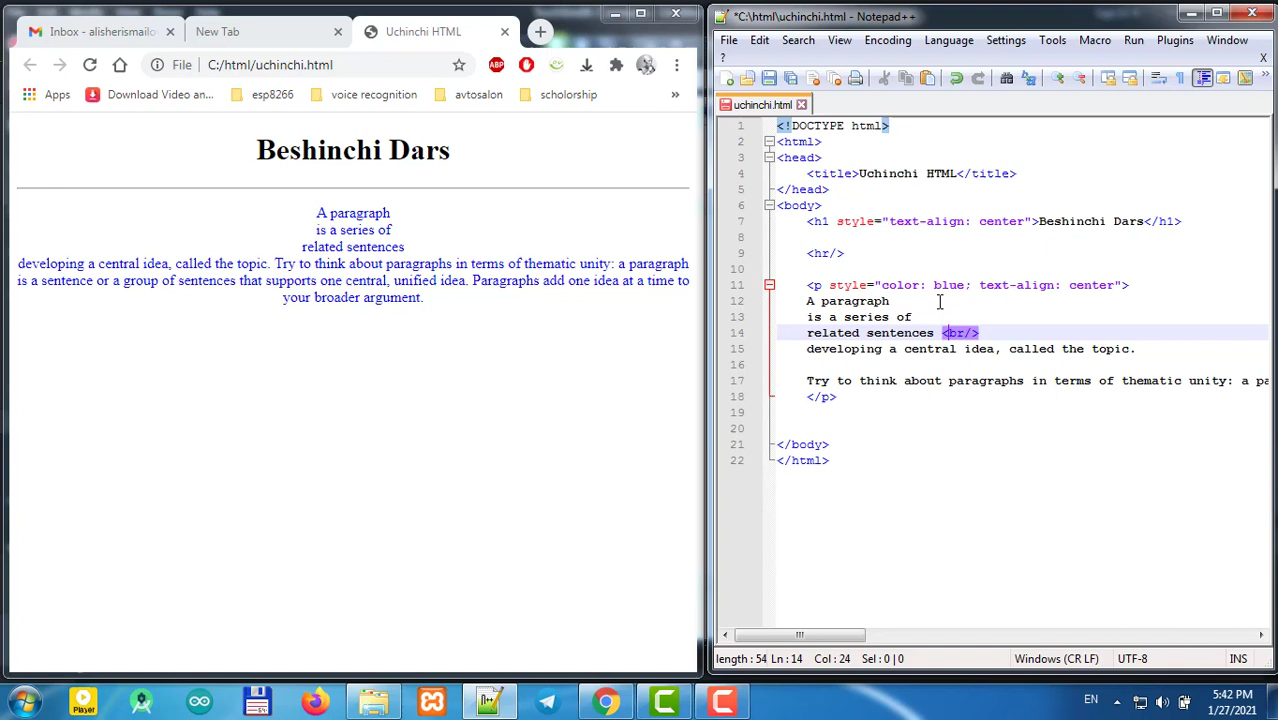 Inbox - alisherismailo
New Tab
Uchinchi HTML
File
C:/html/uchinchi.html
ABP
Apps
Download Video an...
esp8266
voice recognition
avtosalon
scholorship
»
Beshinchi Dars
A paragraph
is a series of
related sentences
developing a central idea, called the topic. Try to think about paragraphs in terms of thematic unity: a paragraph
is a sentence or a group of sentences that supports one central, unified idea. Paragraphs add one idea at a time to
your broader argument.
*C:\html\uchinchi.html - Notepad++
File Edit Search View Encoding Language Settings Tools Macro Run Plugins Window
? X
uchinchi.html
1 <!DOCTYPE html>
2 <html>
3 <head>
4 <title>Uchinchi HTML</title>
5 </head>
6 <body>
7 <h1 style="text-align: center">Beshinchi Dars</h1>
8
9 <hr/>
10
11 <p style="color: blue; text-align: center">
12 A paragraph
13 is a series of
14 related sentences <br/>
15 developing a central idea, called the topic.
16
17 Try to think about paragraphs in terms of thematic unity: a pa
18 </p>
19
20
21 </body>
22 </html>
length : 54 Ln : 14 Col : 24 Sel : 0 | 0 Windows (CR LF) UTF-8 INS
Player
EN
5:42 PM
1/27/2021